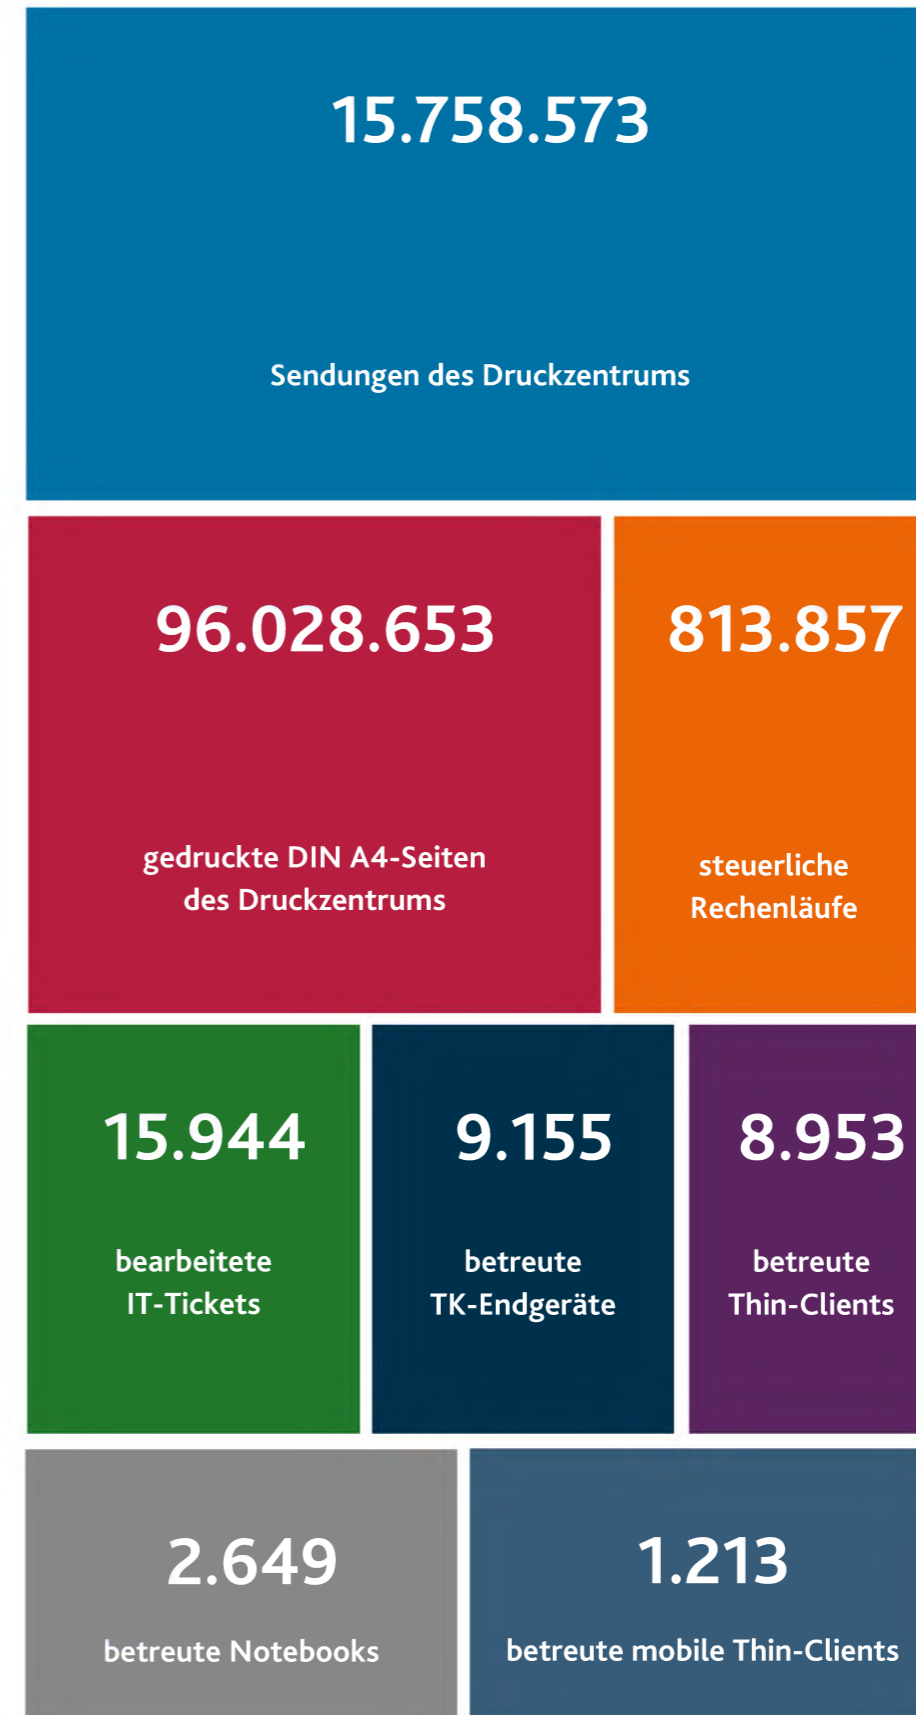 15.758.573
Sendungen des Druckzentrums
96.028.653
gedruckte DIN A4-Seiten
des Druckzentrums
813.857
steuerliche
Rechenläufe
15.944
bearbeitete
IT-Tickets
9.155
betreute
TK-Endgeräte
8.953
betreute
Thin-Clients
2.649
betreute Notebooks
1.213
betreute mobile Thin-Clients